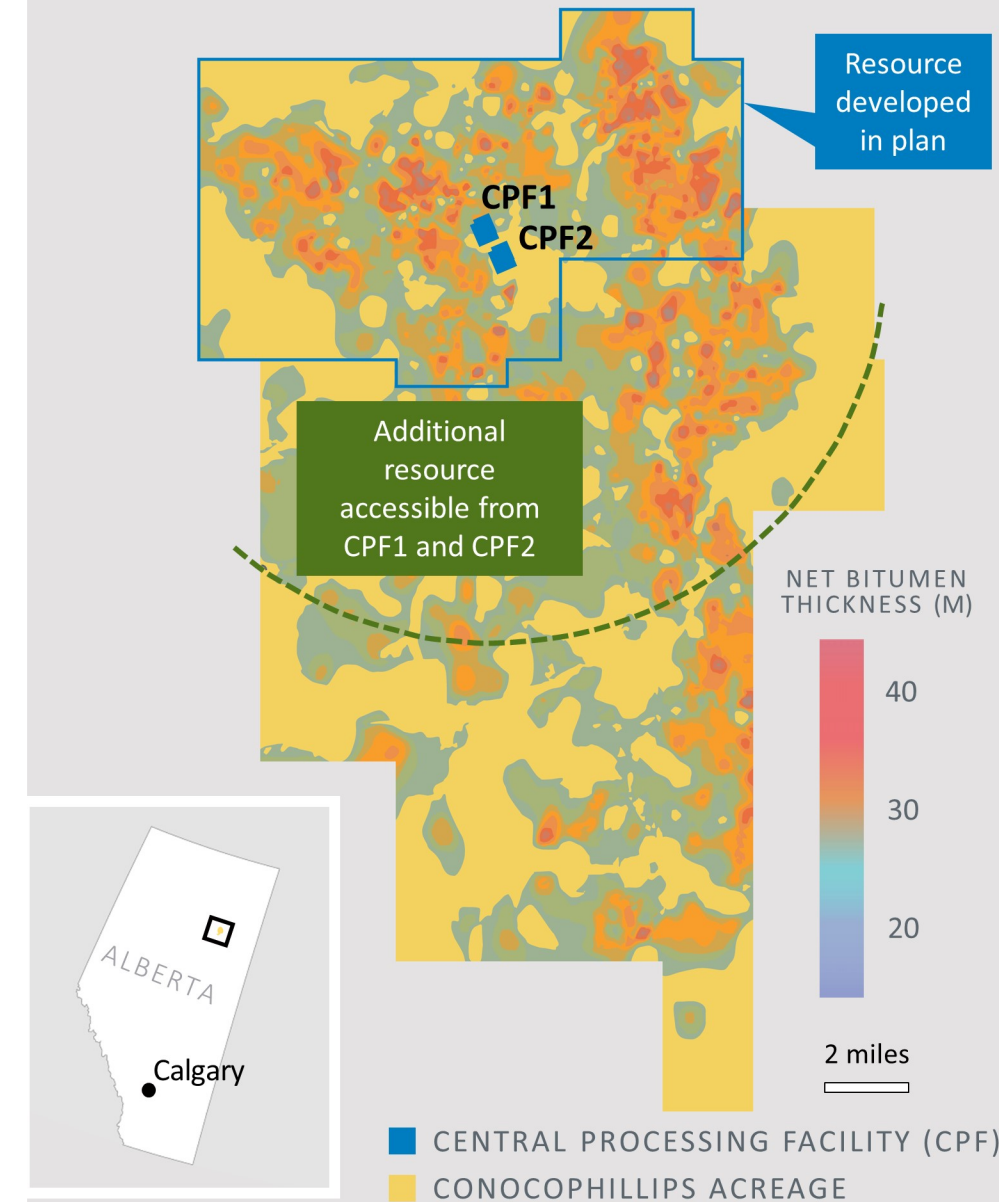 Resource
developed
in plan
CPF1
CPF2
Additional
resource
accessible from
CPF1 and CPF2
NET BITUMEN
THICKNESS (M)
40
30
20
2 miles
ALBERTA
Calgary
CENTRAL PROCESSING FACILITY (CPF)
CONOCOPHILLIPS ACREAGE